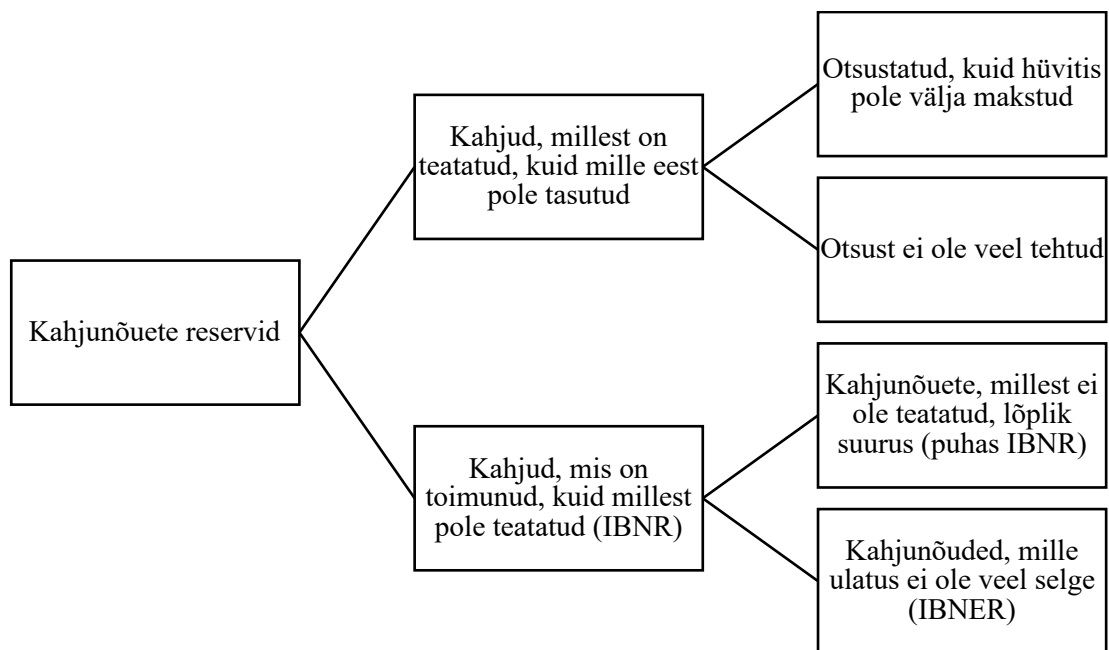 Kahjunõuete reservid
Kahjud, millest on
teatatud, kuid mille eest
pole tasutud
Otsustatud, kuid hüvitis
pole välja makstud
Otsust ei ole veel tehtud
Kahjud, mis on
toimunud, kuid millest
pole teatatud (IBNR)
Kahjunõuete, millest ei
ole teatatud, lõplik
suurus (puhas IBNR)
Kahjunõuded, mille
ulatus ei ole veel selge
(IBNER)